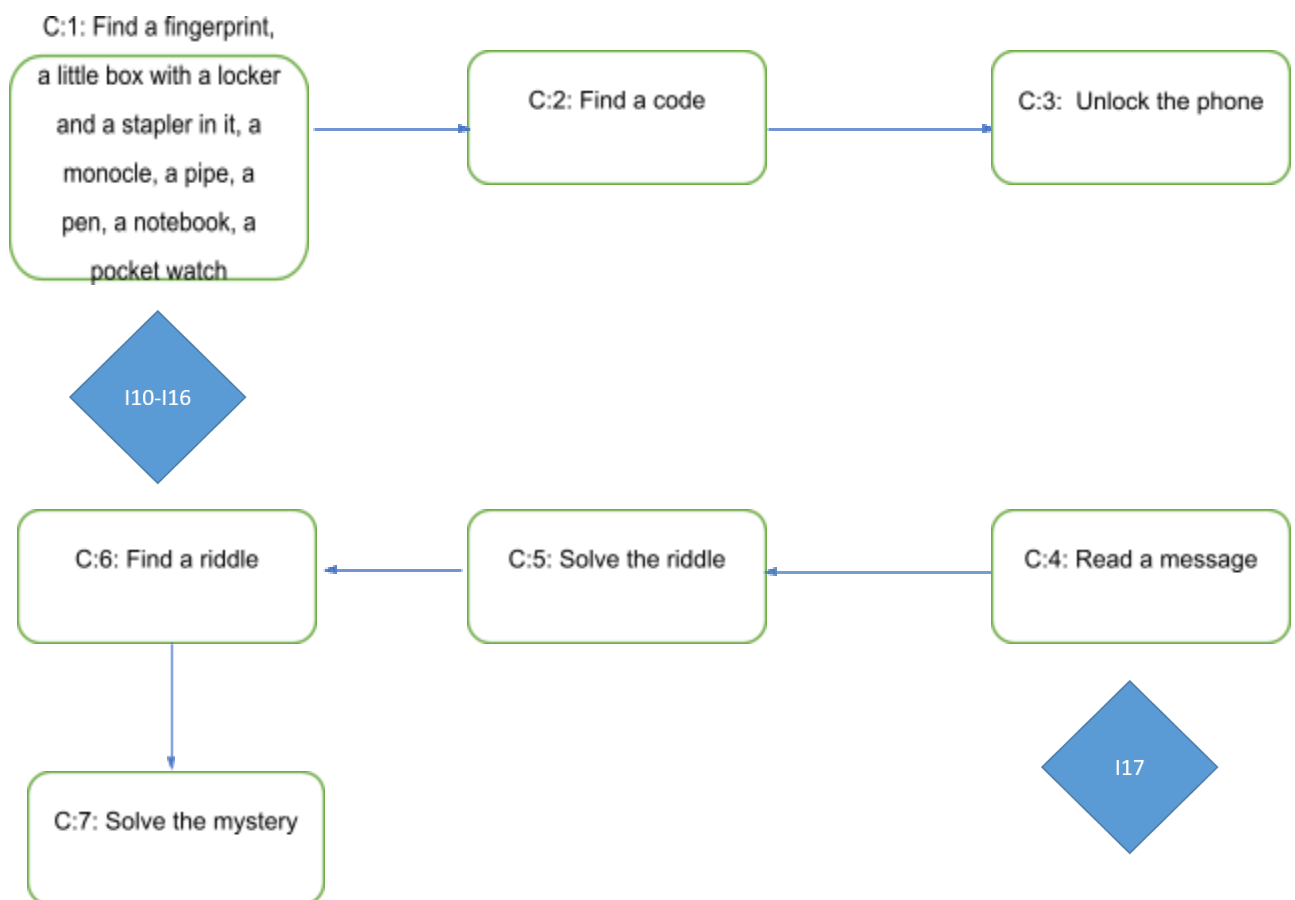 C:1: Find a fingerprint,
a little box with a locker
and a stapler in it, a
monocle, a pipe, a
pen, a notebook, a
pocket watch
C:2: Find a code
C:3:  Unlock the phone
I10-I16
C:6: Find a riddle
C:5: Solve the riddle
C:4: Read a message
I17
C:7: Solve the mystery